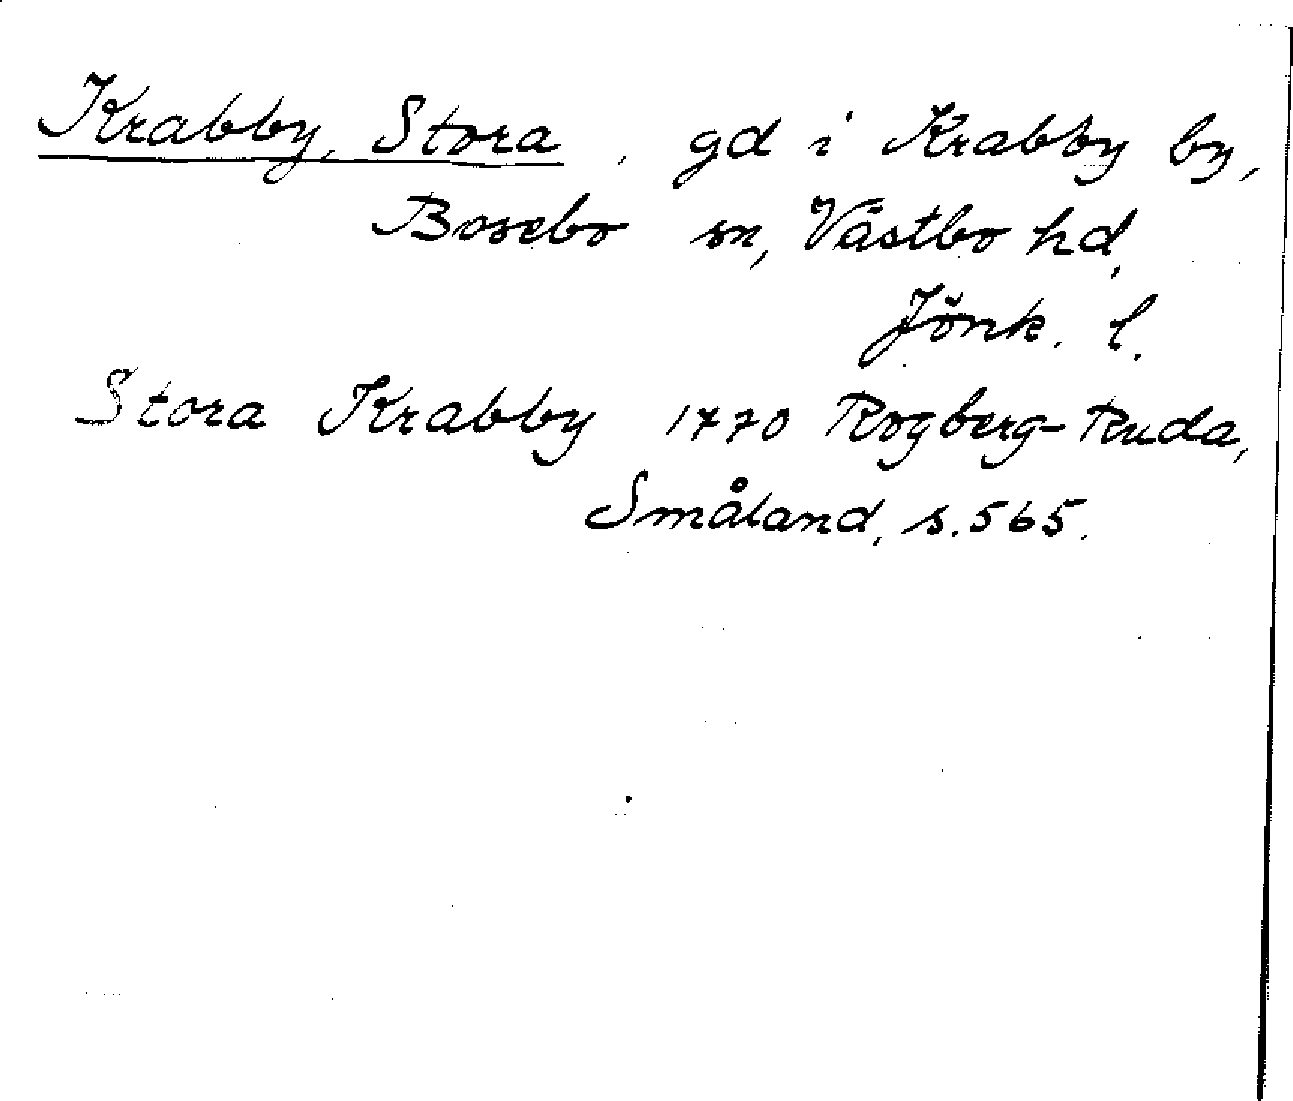 Krabby, Stora, gd i Krabby by,
Bosebo sn, Västbo hd,
Jönk. l.
Stora Krabby 1770 Rogberg-Ruda,
Småland, s. 565.